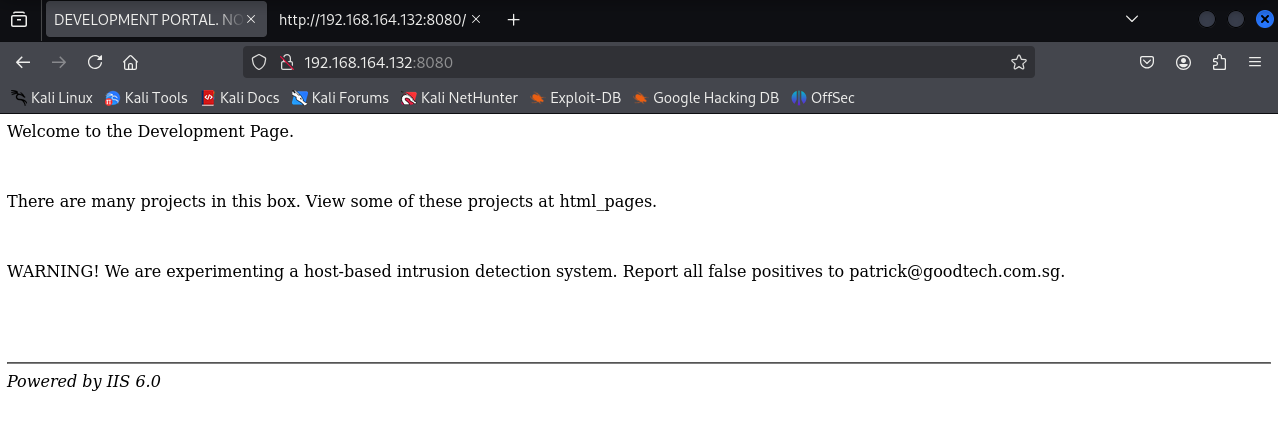 DEVELOPMENT PORTAL. NO
http://192.168.164.132:8080/
192.168.164.132:8080
Kali Linux Kali Tools Kali Docs Kali Forums Kali NetHunter Exploit-DB Google Hacking DB OffSec
Welcome to the Development Page.
There are many projects in this box. View some of these projects at html_pages.
WARNING! We are experimenting a host-based intrusion detection system. Report all false positives to patrick@goodtech.com.sg.
Powered by IIS 6.0